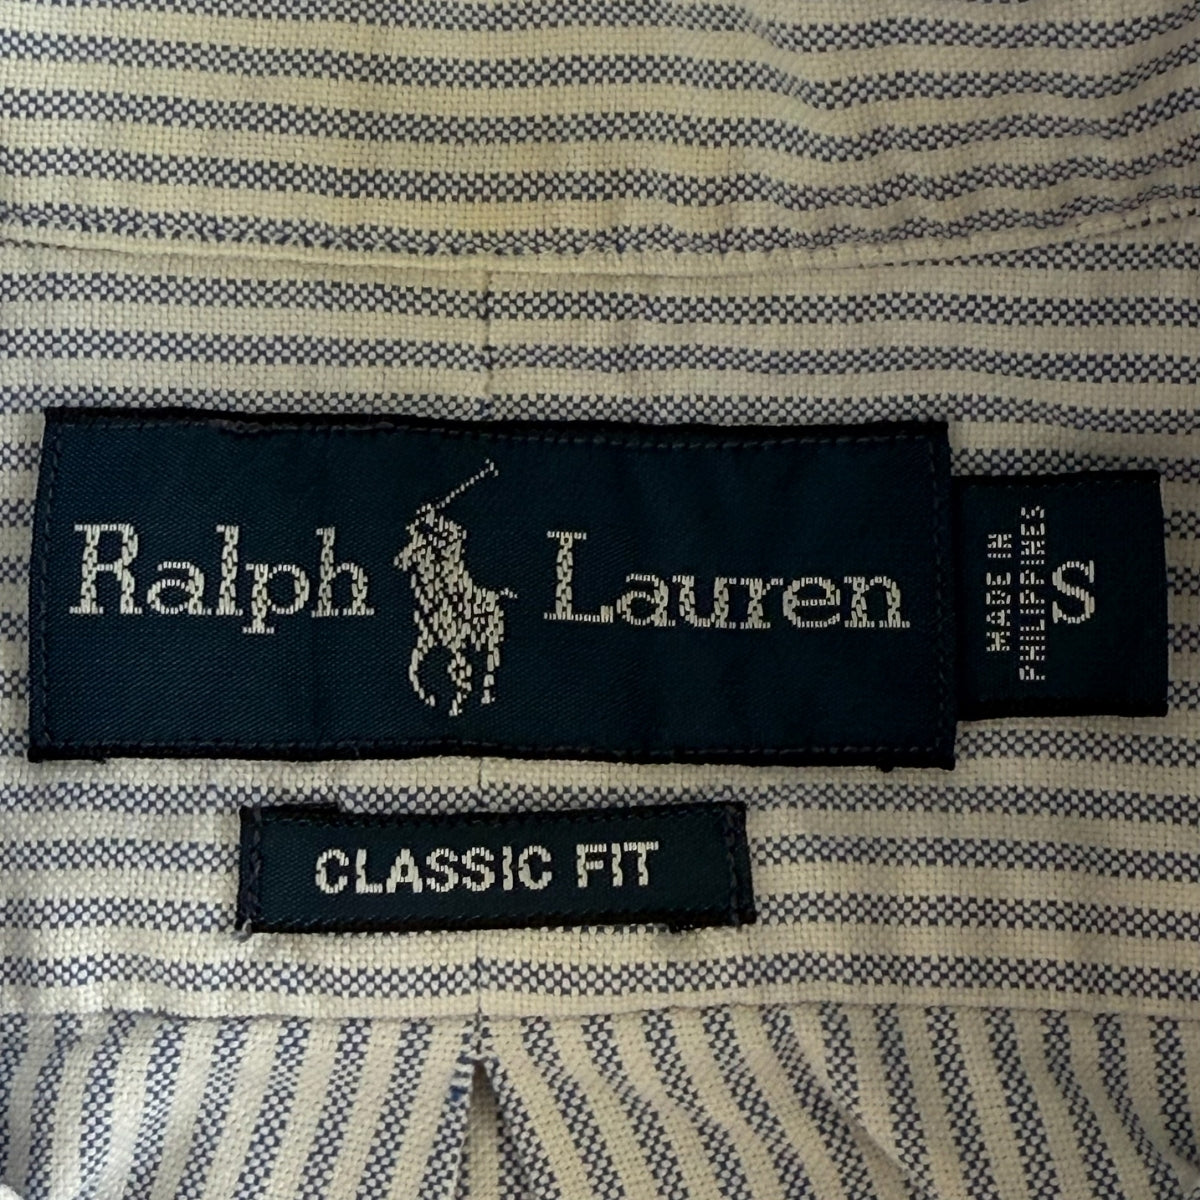 Ralph Lauren
MADE IN
PHILIPPINES
S
CLASSIC FIT